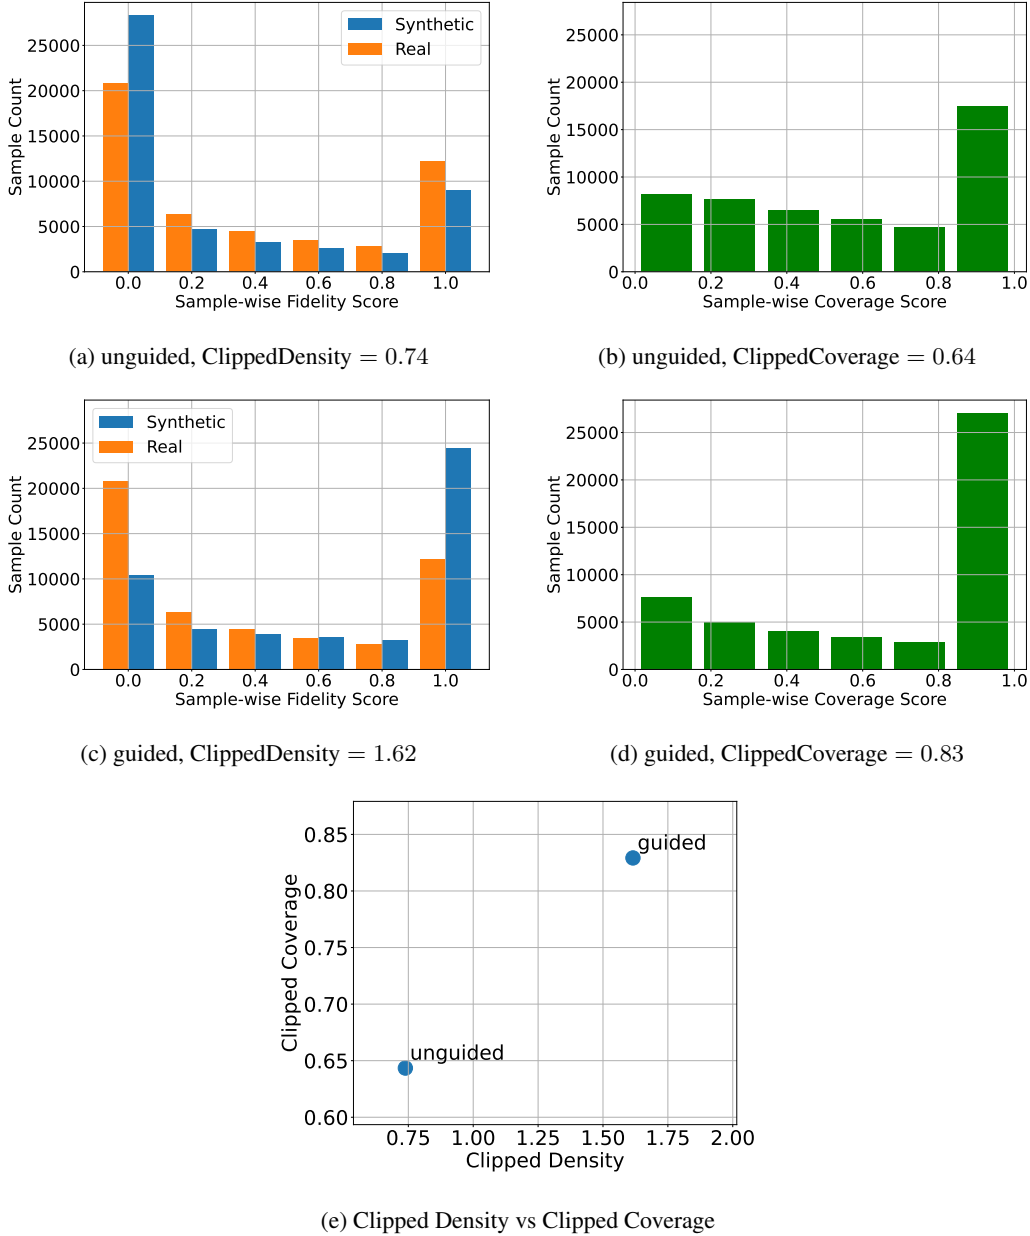 25000
20000
15000
10000
5000
0
Sample Count
Synthetic
Real
0.0 0.2 0.4 0.6 0.8 1.0
Sample-wise Fidelity Score
(a) unguided, ClippedDensity = 0.74
25000
20000
15000
10000
5000
0
Sample Count
0.0 0.2 0.4 0.6 0.8 1.0
Sample-wise Coverage Score
(b) unguided, ClippedCoverage = 0.64
25000
20000
15000
10000
5000
0
Sample Count
Synthetic
Real
0.0 0.2 0.4 0.6 0.8 1.0
Sample-wise Fidelity Score
(c) guided, ClippedDensity = 1.62
25000
20000
15000
10000
5000
0
Sample Count
0.0 0.2 0.4 0.6 0.8 1.0
Sample-wise Coverage Score
(d) guided, ClippedCoverage = 0.83
0.85
0.80
0.75
0.70
0.65
0.60
Clipped Coverage
guided
unguided
0.75 1.00 1.25 1.50 1.75 2.00
Clipped Density
(e) Clipped Density vs Clipped Coverage